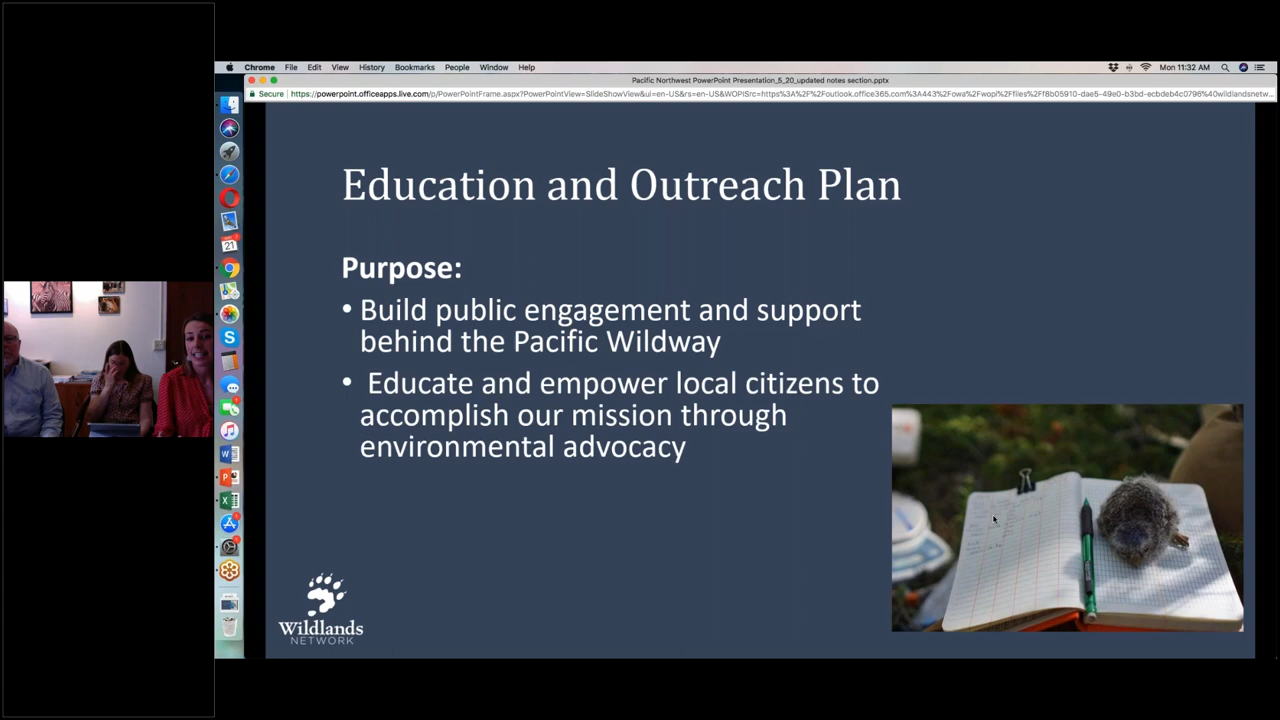 Chrome File Edit View History Bookmarks People Window Help
Mon 11:32 AM
Pacific Northwest PowerPoint Presentation_5_20_updated notes section.pptx
Secure
21
Education and Outreach Plan
Purpose:
• Build public engagement and support
behind the Pacific Wildway
• Educate and empower local citizens to
accomplish our mission through
environmental advocacy
Wildlands
NETWORK